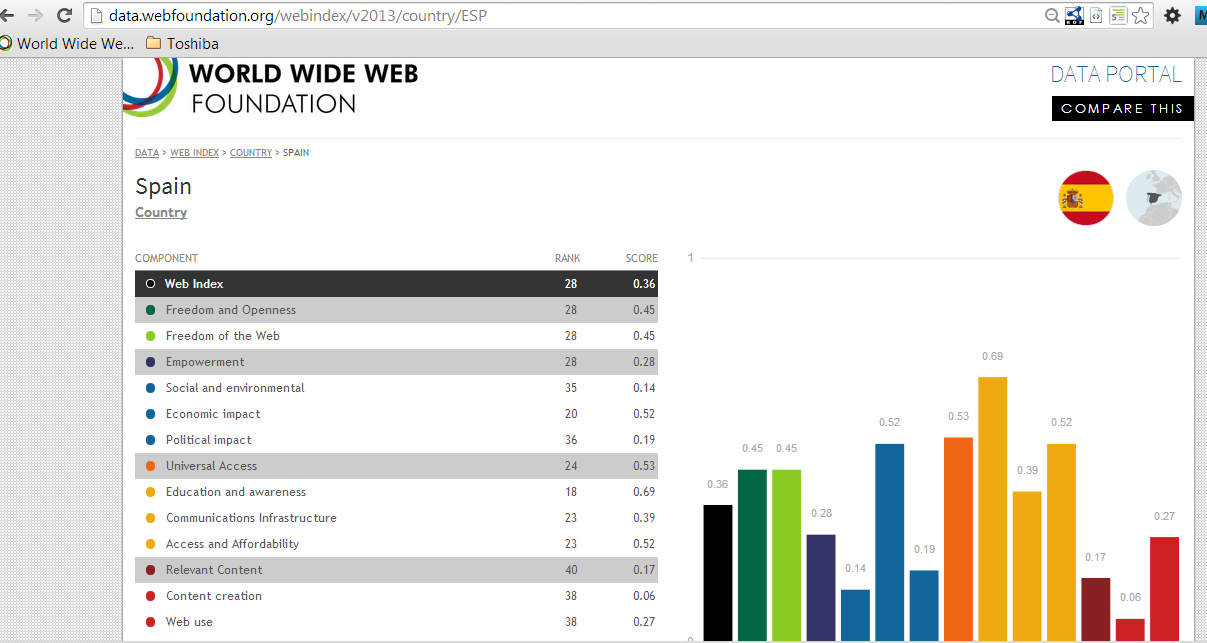 data.webfoundation.org/webindex/v2013/country/ESP
World Wide We... Toshiba
WORLD WIDE WEB
FOUNDATION
DATA PORTAL
COMPARE THIS
DATA > WEB INDEX > COUNTRY > SPAIN
Spain
Country
COMPONENT RANK SCORE
Web Index 28 0.36
Freedom and Openness 28 0.45
Freedom of the Web 28 0.45
Empowerment 28 0.28
Social and environmental 35 0.14
Economic impact 20 0.52
Political impact 36 0.19
Universal Access 24 0.53
Education and awareness 18 0.69
Communications Infrastructure 23 0.39
Access and Affordability 23 0.52
Relevant Content 40 0.17
Content creation 38 0.06
Web use 38 0.27
1
0.36 0.45 0.45 0.28 0.14 0.52 0.19 0.53 0.69 0.39 0.52 0.17 0.06 0.27
0